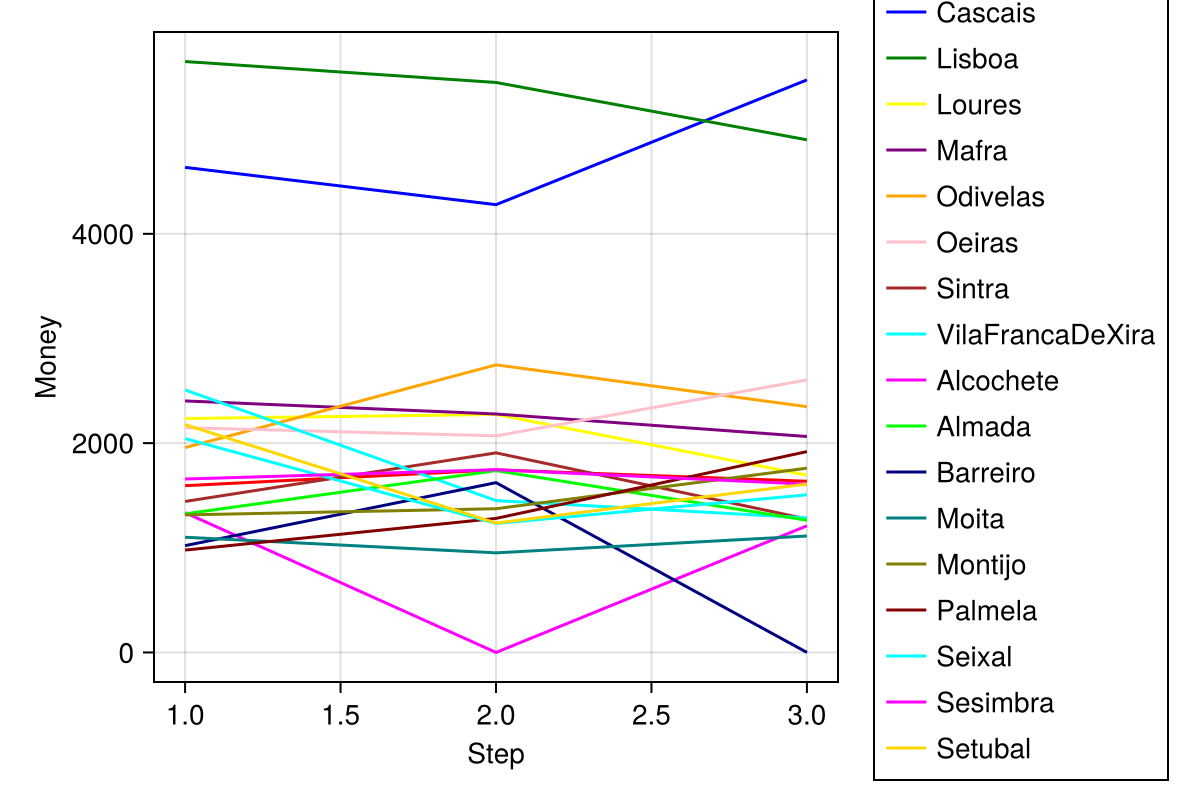 Cascais
Lisboa
Loures
Mafra
Odivelas
Oeiras
Sintra
VilaFrancaDeXira
Alcochete
Almada
Barreiro
Moita
Montijo
Palmela
Seixal
Sesimbra
Setubal
4000
2000
0
Money
1.0 1.5 2.0 2.5 3.0
Step